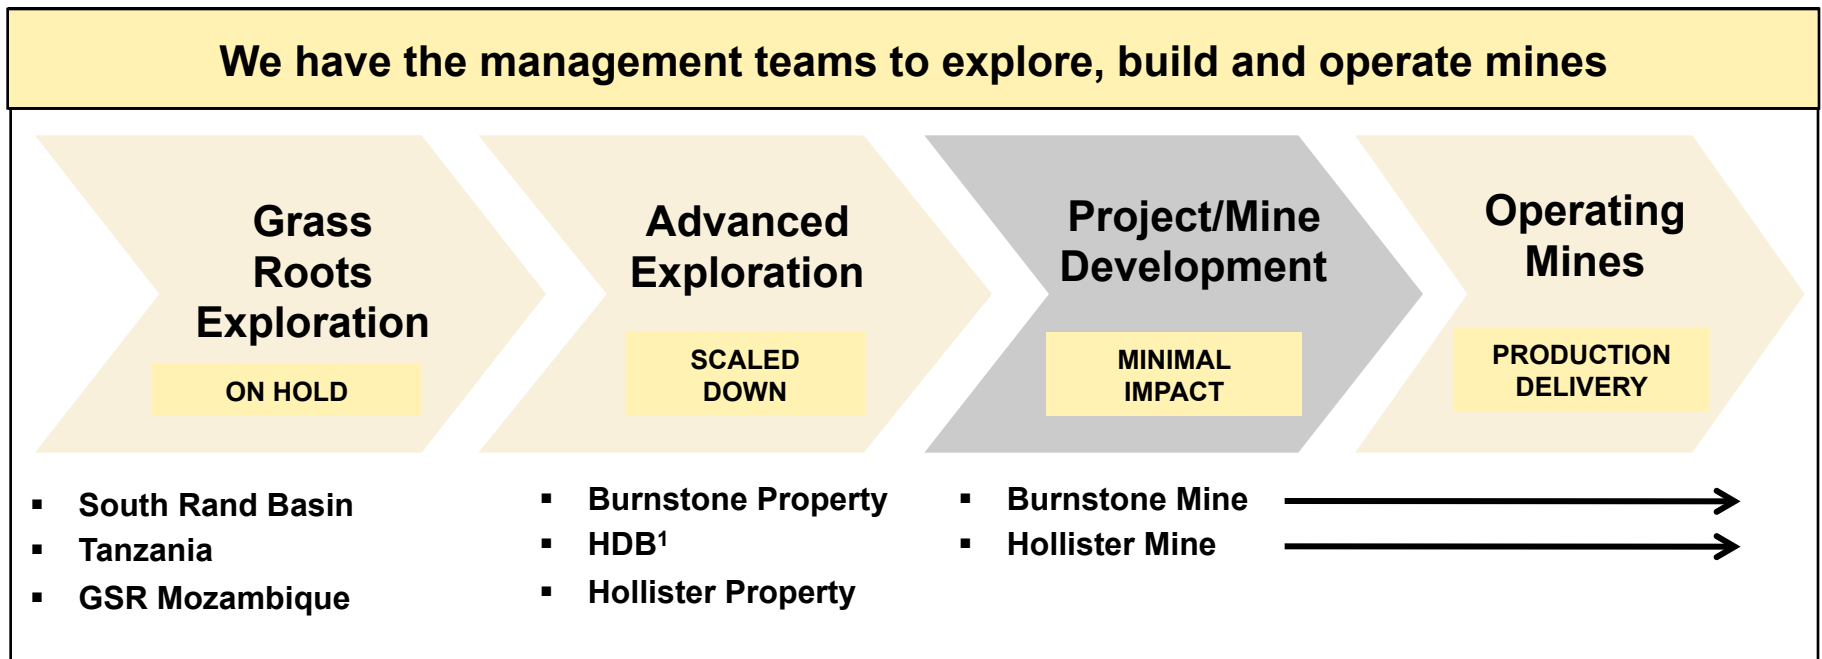 We have the management teams to explore, build and operate mines
Grass
Roots
Exploration
ON HOLD
Advanced
Exploration
SCALED
DOWN
Project/Mine
Development
MINIMAL
IMPACT
Operating
Mines
PRODUCTION
DELIVERY
▪ South Rand Basin
▪ Tanzania
▪ GSR Mozambique
▪ Burnstone Property
▪ HDB¹
▪ Hollister Property
▪ Burnstone Mine
▪ Hollister Mine